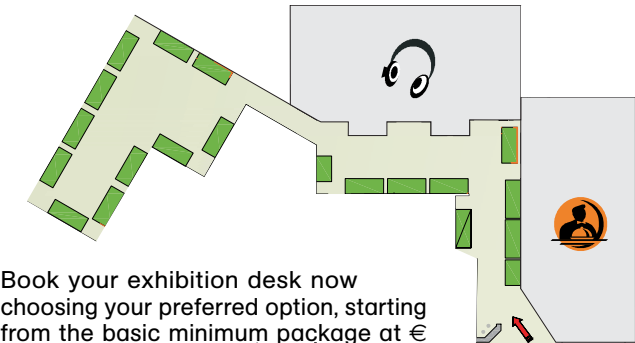 Book your exhibition desk now
choosing your preferred option, starting
from the basic minimum package at €